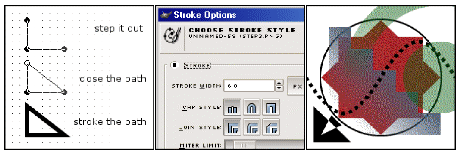 step it out
close the path
stroke the path
Stroke Options
CHOOSE STROKE STYLE
STROKE
STROKE WIDTH: 6.0 PX
CAP STYLE:
JOIN STYLE:
MITER LIMIT: